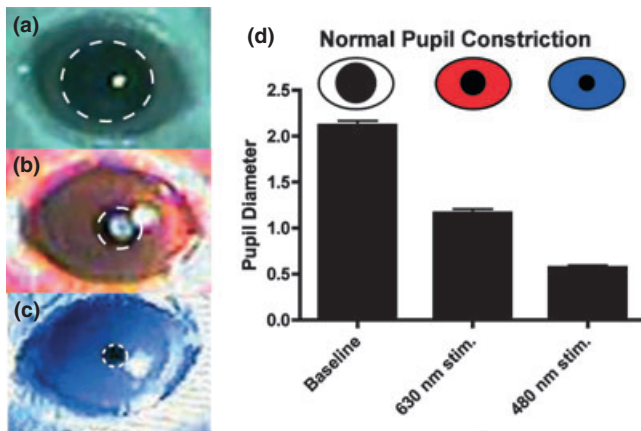 (a)
(b)
(c)
(d)
Normal Pupil Constriction
Pupil Diameter
2.5
2.0
1.5
1.0
0.5
0.0
Baseline
630 nm stim.
480 nm stim.